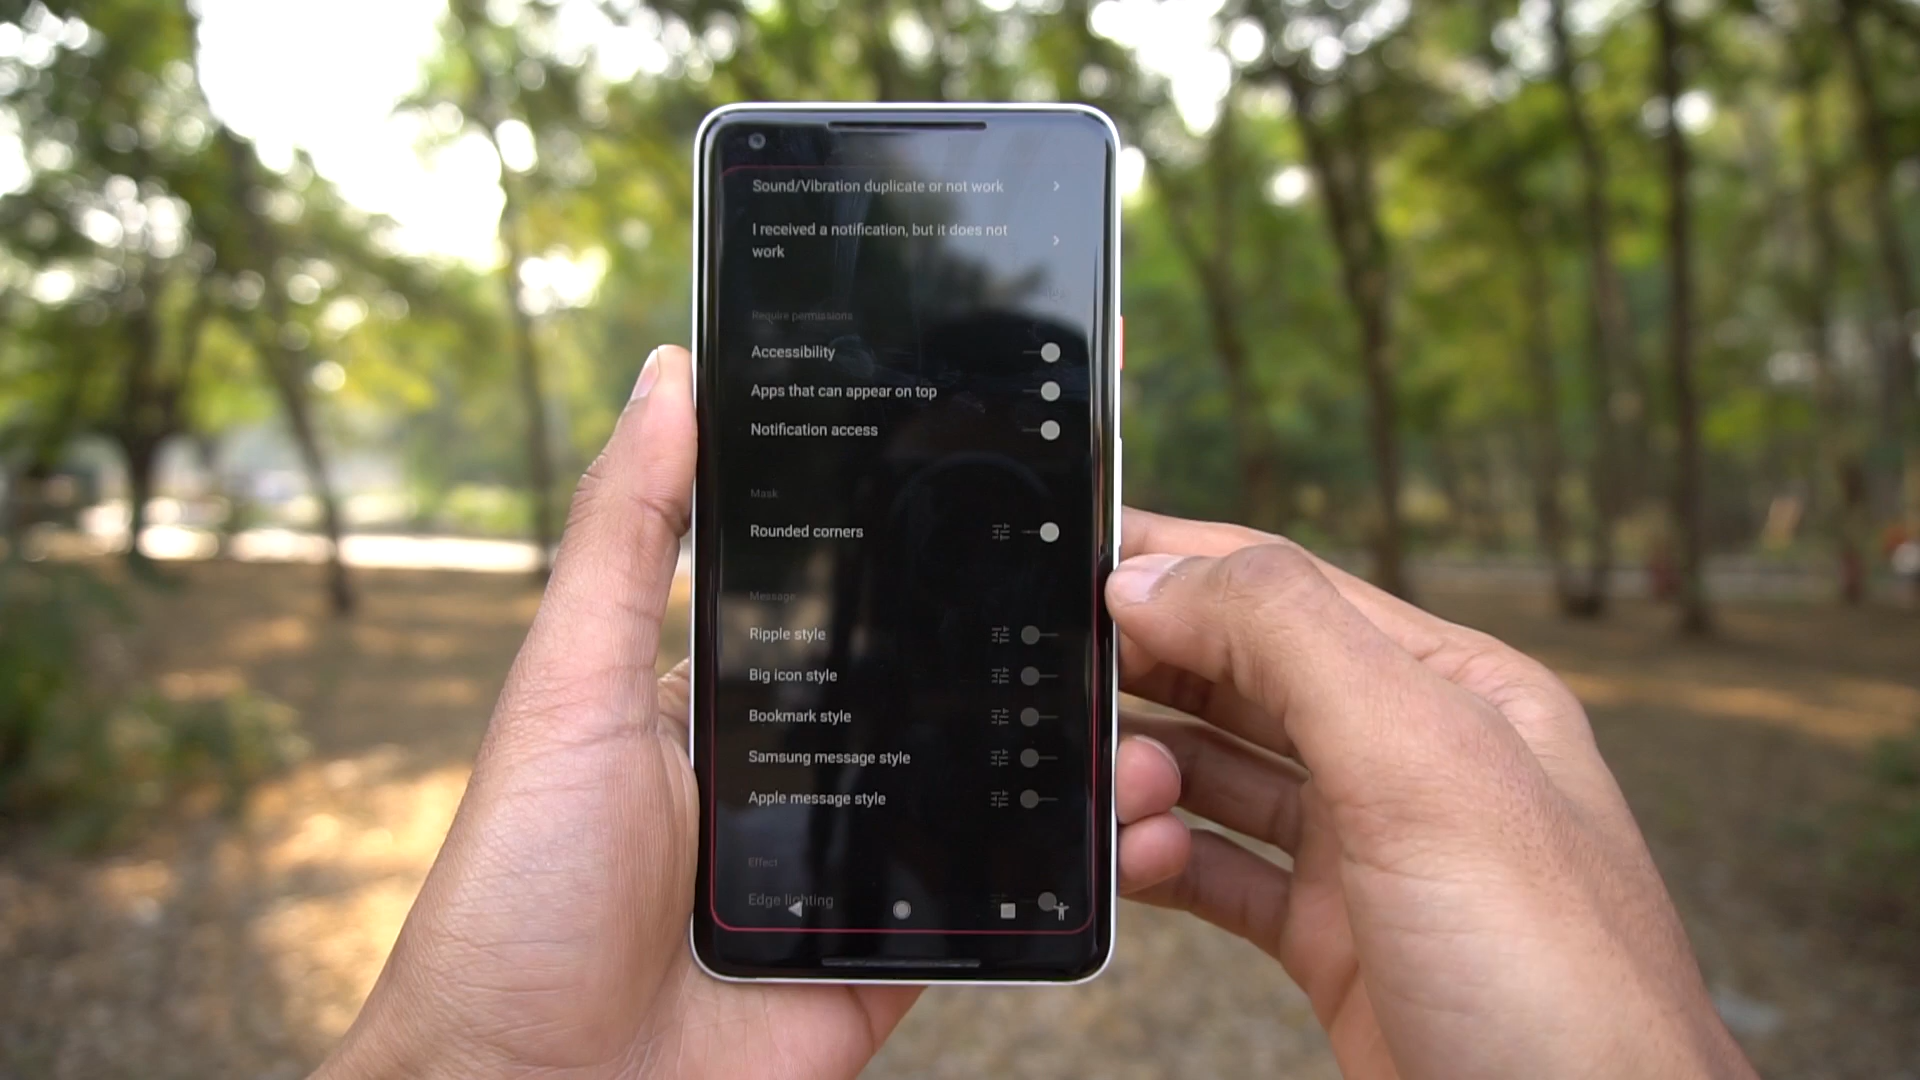 Sound/Vibration duplicate or not work
I received a notification, but it does not
work
Require permissions
Accessibility
Apps that can appear on top
Notification access
Mask
Rounded corners
Message
Ripple style
Big icon style
Bookmark style
Samsung message style
Apple message style
Effect
Edge lighting